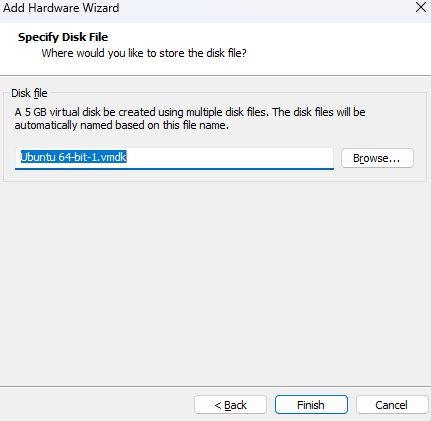 Add Hardware Wizard
Specify Disk File
Where would you like to store the disk file?
Disk file
A 5 GB virtual disk be created using multiple disk files. The disk files will be
automatically named based on this file name.
Ubuntu 64-bit-1.vmdk
Browse...
< Back
Finish
Cancel